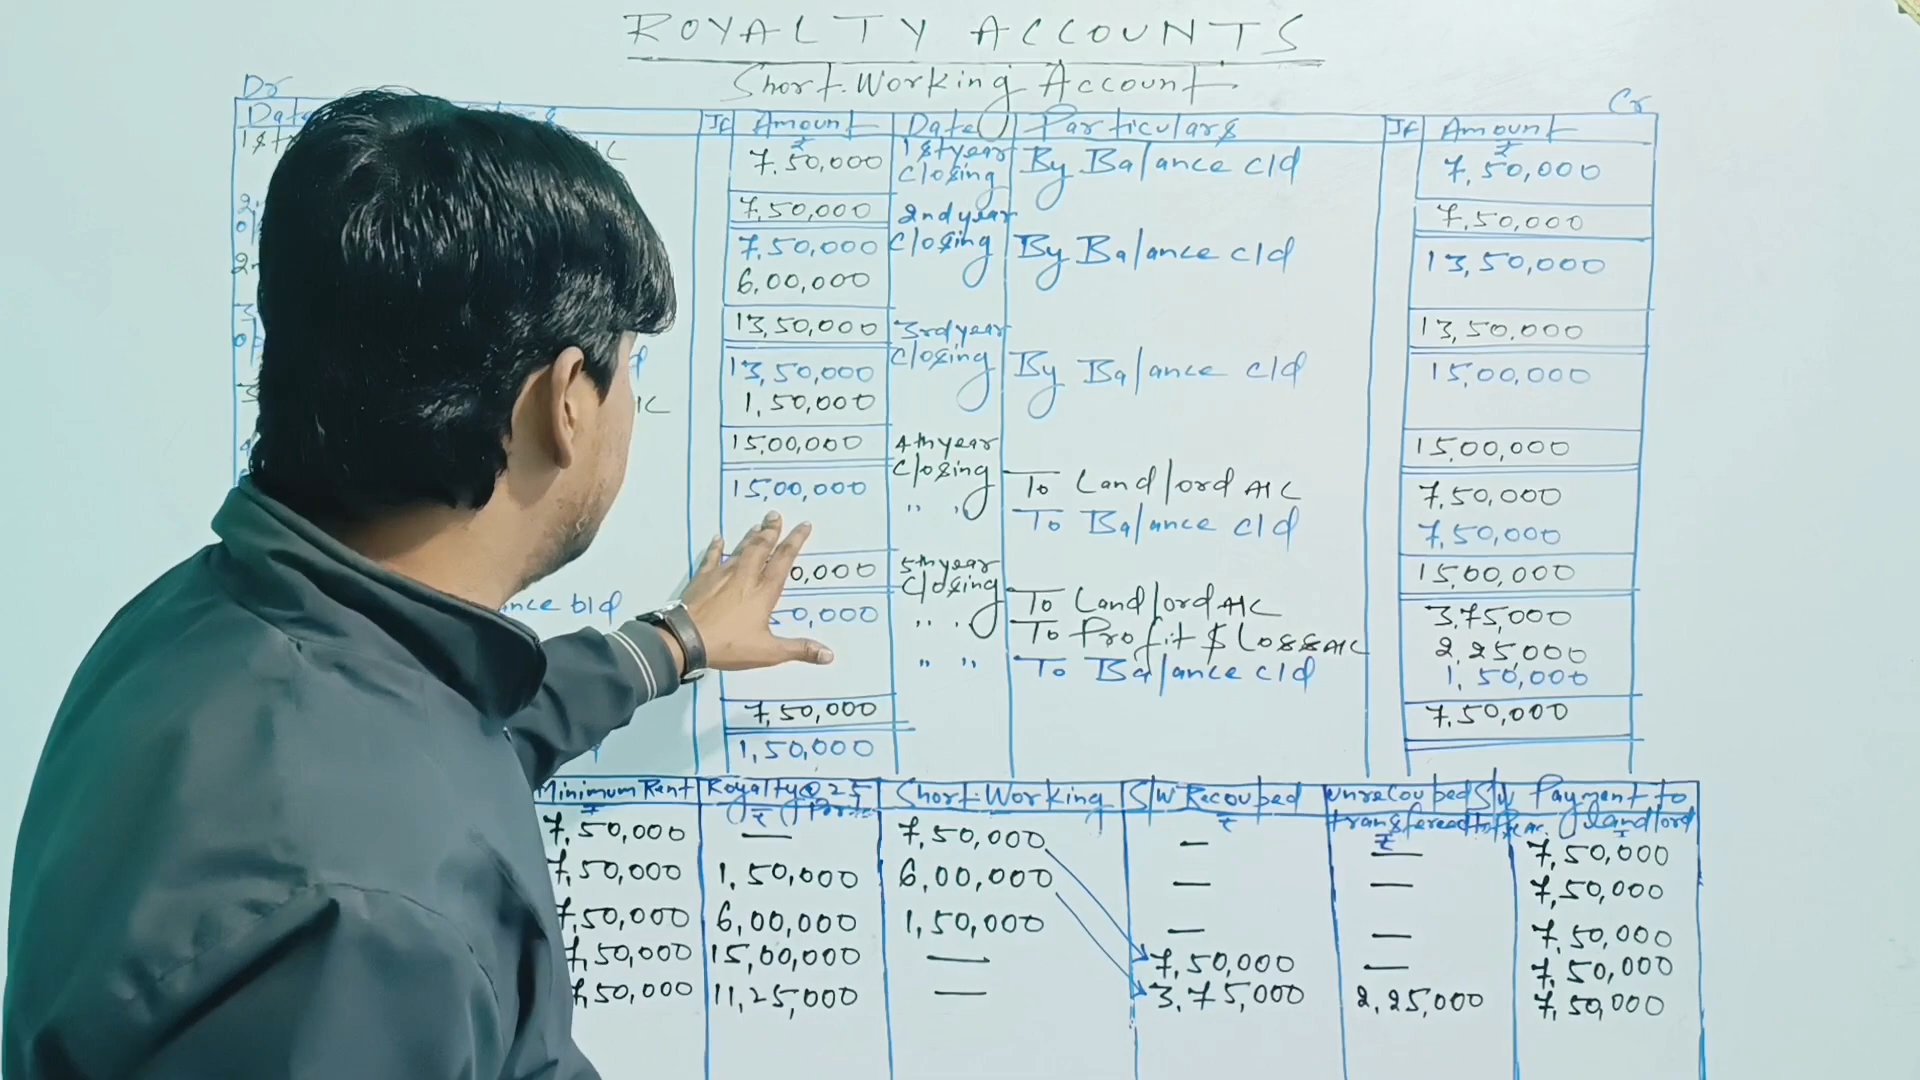 ROYALTY ACCOUNTS
Short-Working Account
Dr Cr
Date JF Amount Date Particulars JF Amount
₹ ₹
7,50,000 1st year closing By Balance c/d 7,50,000
7,50,000 7,50,000
7,50,000 2nd year closing By Balance c/d 13,50,000
6,00,000
13,50,000 13,50,000
13,50,000 3rd year closing By Balance c/d 15,00,000
1,50,000
15,00,000 15,00,000
15,00,000 4th year closing To Landlord A/C 7,50,000
" " To Balance c/d 7,50,000
0,000 15,00,000
ance b/d 50,000 5th year closing To Landlord A/C 3,75,000
" " To Profit $ Loss A/C 2,25,000
" " To Balance c/d 1,50,000
7,50,000 7,50,000
1,50,000
Minimum Rent Royalty@25 Short-Working S/W Recouped Unrecouped S/W Payment to landlord
₹ ₹ ₹ ₹ ₹
7,50,000 — 7,50,000 — — 7,50,000
7,50,000 1,50,000 6,00,000 — — 7,50,000
7,50,000 6,00,000 1,50,000 — — 7,50,000
7,50,000 15,00,000 — 7,50,000 — 7,50,000
7,50,000 11,25,000 — 3,75,000 2,25,000 7,50,000